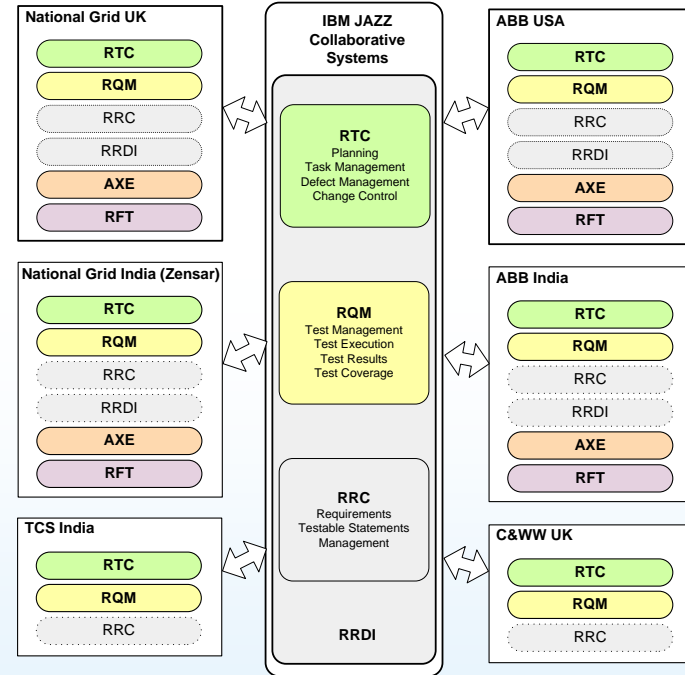 National Grid UK
RTC
RQM
RRC
RRDI
AXE
RFT
National Grid India (Zensar)
RTC
RQM
RRC
RRDI
AXE
RFT
TCS India
RTC
RQM
RRC
IBM JAZZ
Collaborative
Systems
RTC
Planning
Task Management
Defect Management
Change Control
RQM
Test Management
Test Execution
Test Results
Test Coverage
RRC
Requirements
Testable Statements
Management
RRDI
ABB USA
RTC
RQM
RRC
RRDI
AXE
RFT
ABB India
RTC
RQM
RRC
RRDI
AXE
RFT
C&WW UK
RTC
RQM
RRC